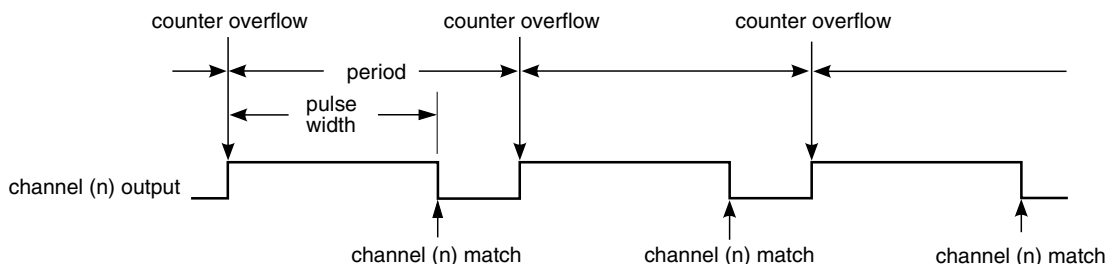 counter overflow counter overflow counter overflow
period
pulse
width
channel (n) output
channel (n) match channel (n) match channel (n) match